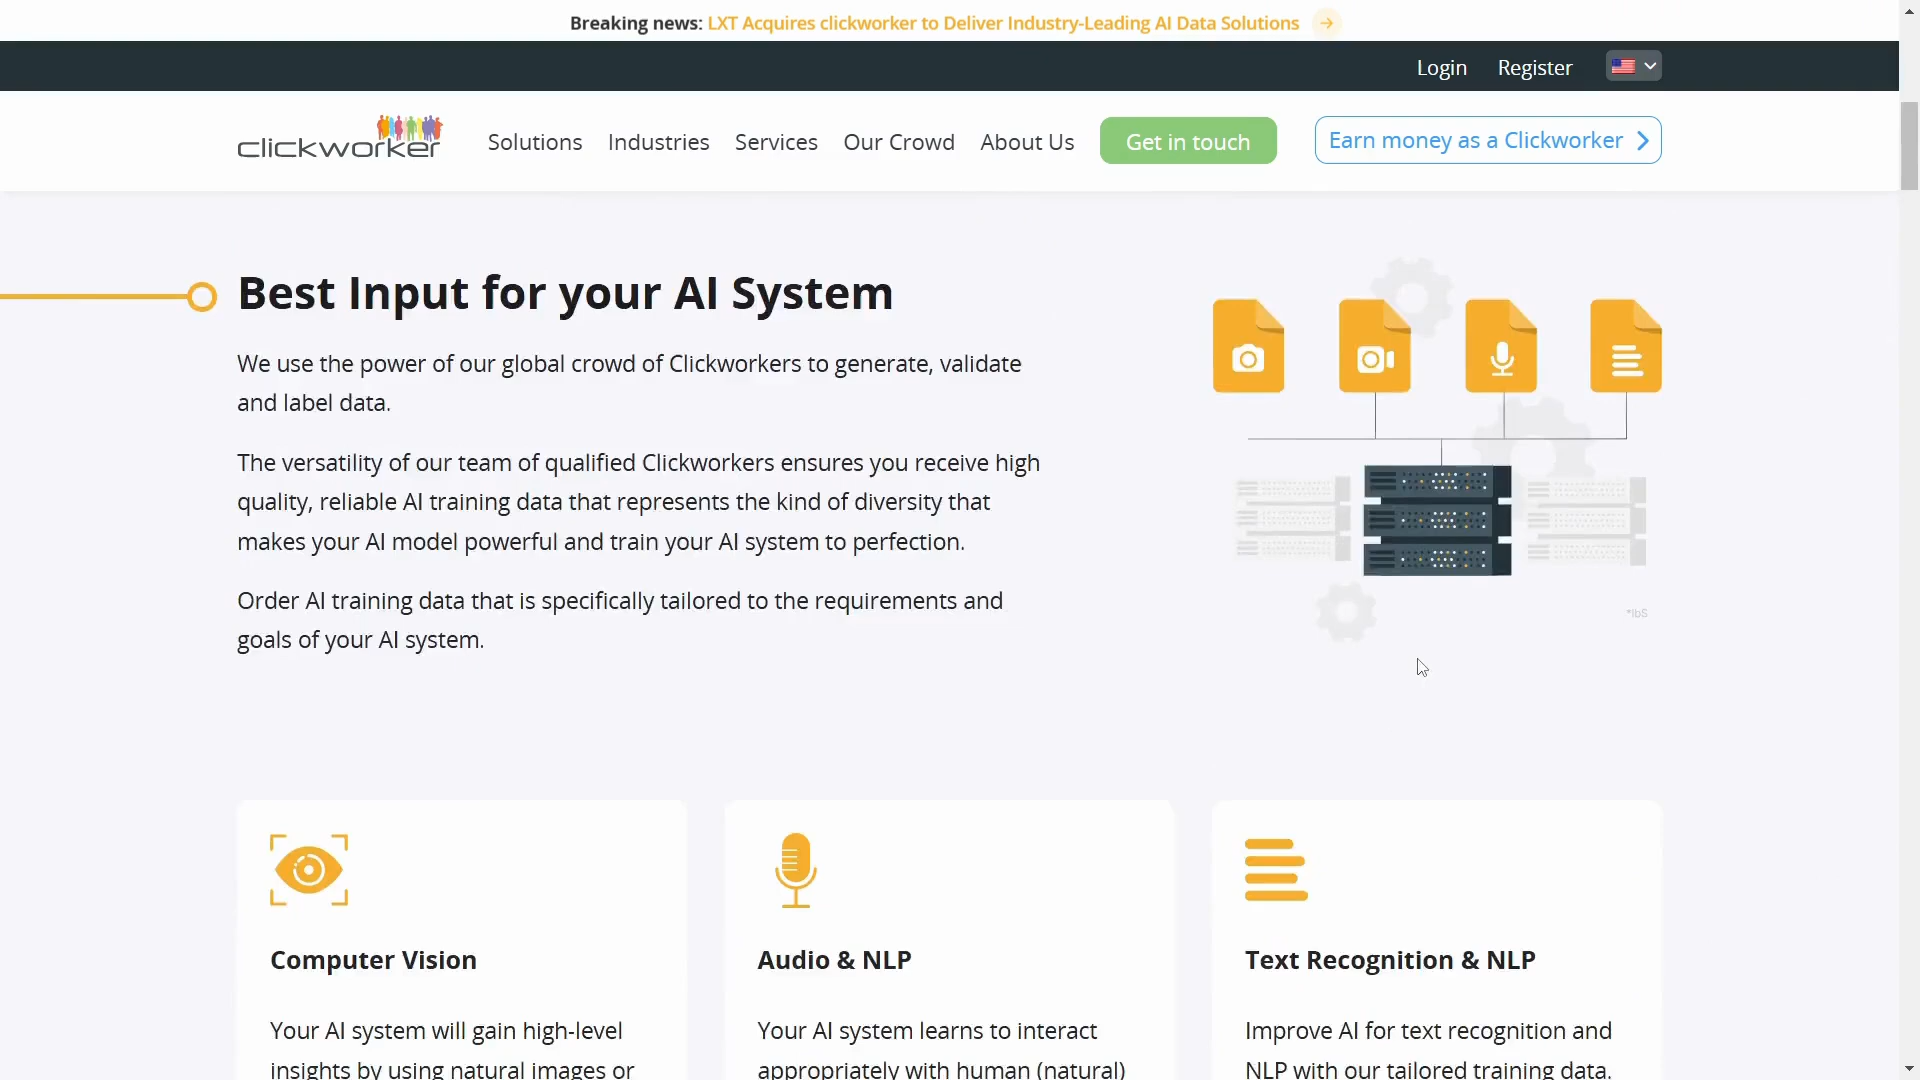 Breaking news: LXT Acquires clickworker to Deliver Industry-Leading AI Data Solutions
Login Register
clickworker Solutions Industries Services Our Crowd About Us Get in touch Earn money as a Clickworker
Best Input for your AI System
We use the power of our global crowd of Clickworkers to generate, validate
and label data.
The versatility of our team of qualified Clickworkers ensures you receive high
quality, reliable AI training data that represents the kind of diversity that
makes your AI model powerful and train your AI system to perfection.
Order AI training data that is specifically tailored to the requirements and
goals of your AI system.
*IbS
Computer Vision
Your AI system will gain high-level
insights by using natural images or
Audio & NLP
Your AI system learns to interact
appropriately with human (natural)
Text Recognition & NLP
Improve AI for text recognition and
NLP with our tailored training data.